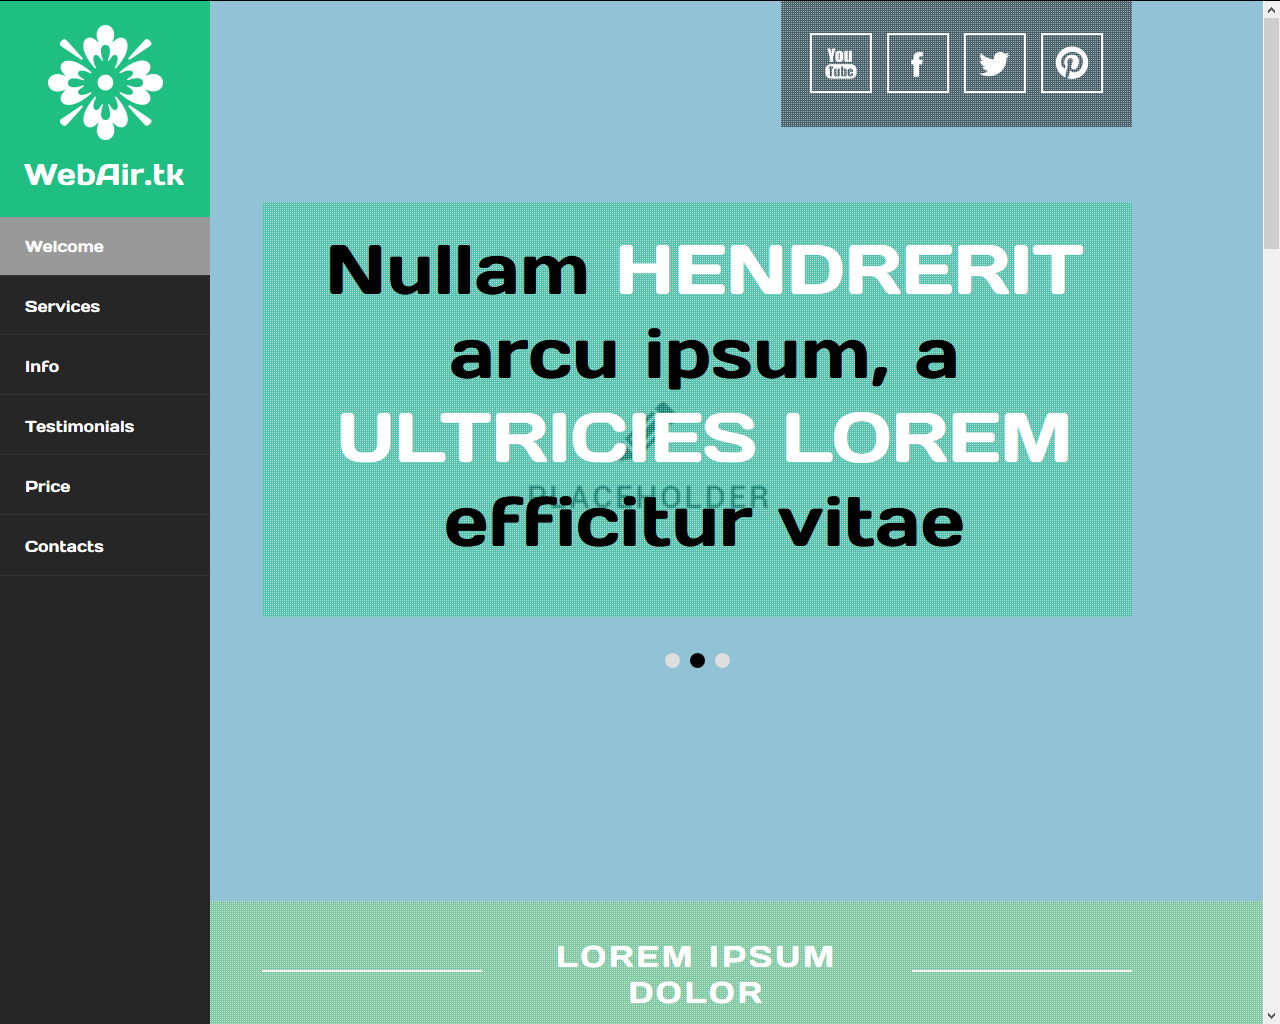 WebAir.tk
Welcome
Services
Info
Testimonials
Price
Contacts
You
Tube
Nullam HENDRERIT
arcu ipsum, a
ULTRICIES LOREM
PLACEHOLDER
efficitur vitae
LOREM IPSUM
DOLOR